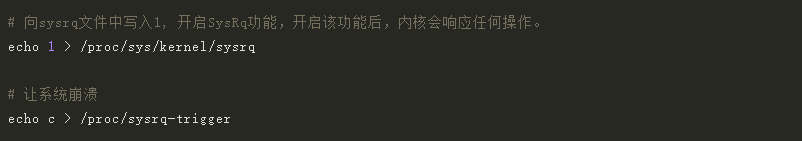 # 向sysrq文件中写入1, 开启SysRq功能，开启该功能后，内核会响应任何操作。
echo 1 > /proc/sys/kernel/sysrq
# 让系统崩溃
echo c > /proc/sysrq-trigger